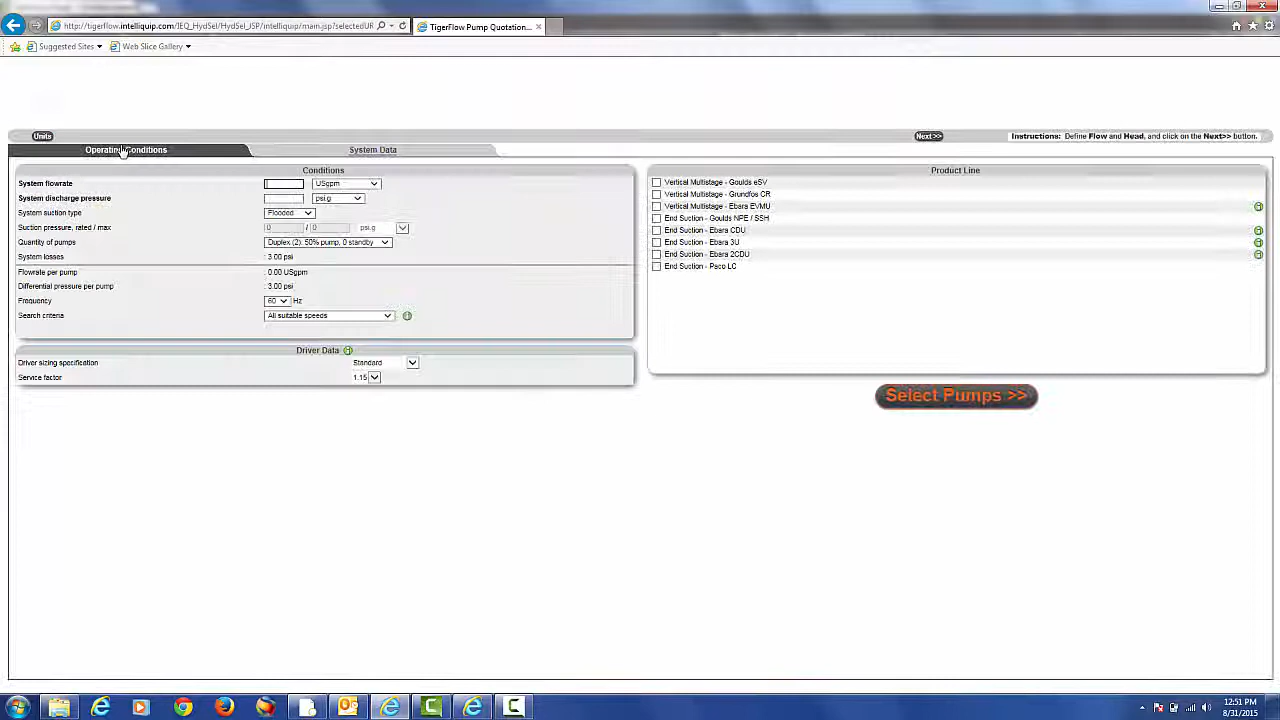 http://tigerflow.intelliquip.com/IEQ_HydSel/HydSel_JSP/intelliquip/main.jsp?selectedUR
TigerFlow Pump Quotation...
Suggested Sites
Web Slice Gallery
Units
Next>>
Instructions: Define Flow and Head, and click on the Next>> button.
Operating Conditions
System Data
Conditions
System flowrate USgpm
System discharge pressure psi.g
System suction type Flooded
Suction pressure, rated / max 0 / 0 psi.g
Quantity of pumps Duplex (2): 50% pump, 0 standby
System losses : 3.00 psi
Flowrate per pump : 0.00 USgpm
Differential pressure per pump : 3.00 psi
Frequency 60 Hz
Search criteria All suitable speeds
Driver Data
Driver sizing specification Standard
Service factor 1.15
Product Line
Vertical Multistage - Goulds eSV
Vertical Multistage - Grundfos CR
Vertical Multistage - Ebara EVMU
End Suction - Goulds NPE / SSH
End Suction - Ebara CDU
End Suction - Ebara 3U
End Suction - Ebara 2CDU
End Suction - Paco LC
Select Pumps >>
12:51 PM
8/31/2015